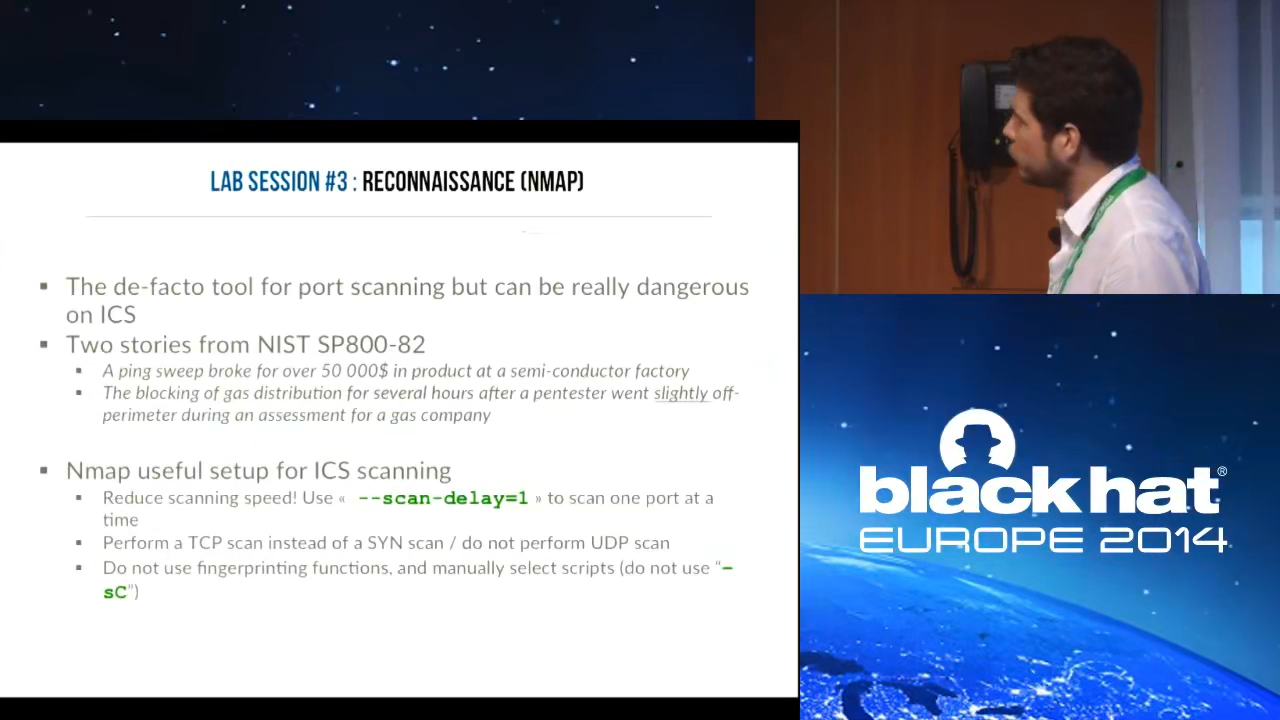 LAB SESSION #3 : RECONNAISSANCE (NMAP)
▪ The de-facto tool for port scanning but can be really dangerous
on ICS
▪ Two stories from NIST SP800-82
▪ A ping sweep broke for over 50 000$ in product at a semi-conductor factory
▪ The blocking of gas distribution for several hours after a pentester went slightly off-
perimeter during an assessment for a gas company
▪ Nmap useful setup for ICS scanning
▪ Reduce scanning speed! Use « --scan-delay=1 » to scan one port at a
time
▪ Perform a TCP scan instead of a SYN scan / do not perform UDP scan
▪ Do not use fingerprinting functions, and manually select scripts (do not use “–
sC”)
black hat®
EUROPE 2014